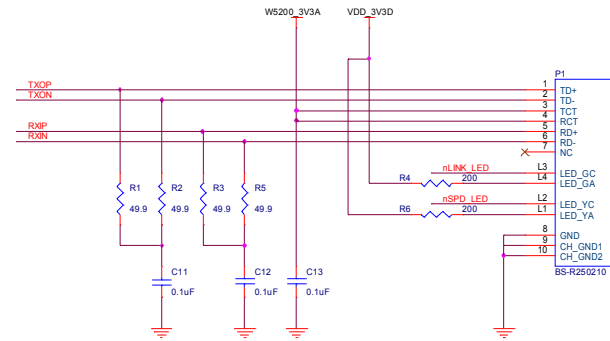 W5200_3V3A VDD_3V3D
P1
TXOP 1 TD+
TXON 2 TD-
3 TCT
4 RCT
RXIP 5 RD+
RXIN 6 RD-
7 NC
nLINK_LED L3 LED_GC
R4 200 L4 LED_GA
nSPD_LED L2 LED_YC
R6 200 L1 LED_YA
R1 R2 R3 R5
49.9 49.9 49.9 49.9
8 GND
9 CH_GND1
10 CH_GND2
BS-R250210
C11 C12 C13
0.1uF 0.1uF 0.1uF